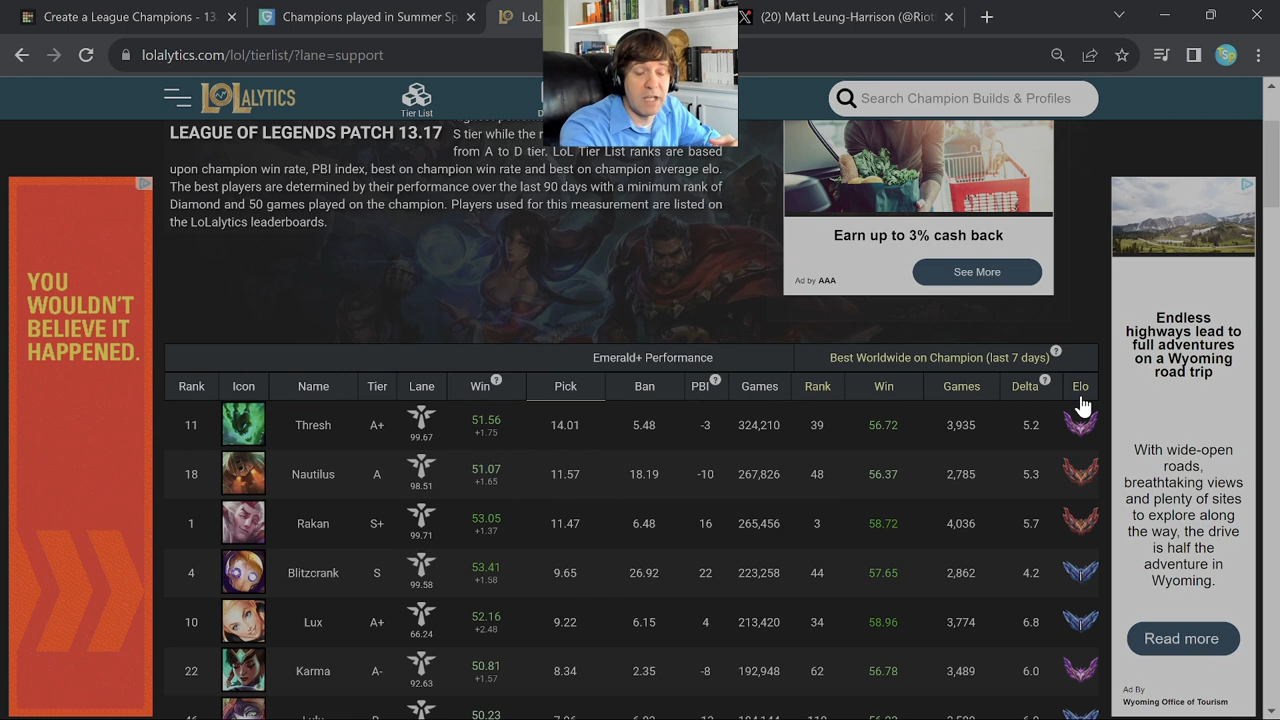 Create a League Champions - 13
Champions played in Summer S
LoL
(20) Matt Leung-Harrison (@Riot
lolalytics.com/lol/tierlist/?lane=support
LOLALYTICS
Tier List
Search Champion Builds & Profiles
LEAGUE OF LEGENDS PATCH 13.17
S tier while the r
from A to D tier. LoL Tier List ranks are based
upon champion win rate, PBI index, best on champion win rate and best on champion average elo.
The best players are determined by their performance over the last 90 days with a minimum rank of
Diamond and 50 games played on the champion. Players used for this measurement are listed on
the LoLalytics leaderboards.
Earn up to 3% cash back
Ad by AAA
See More
YOU
WOULDN'T
BELIEVE IT
HAPPENED.
Emerald+ Performance
Best Worldwide on Champion (last 7 days) ?
Rank Icon Name Tier Lane Win ? Pick Ban PBI ? Games Rank Win Games Delta ? Elo
11 Thresh A+ 99.67 51.56 +1.75 14.01 5.48 -3 324,210 39 56.72 3,935 5.2
18 Nautilus A 98.51 51.07 +1.65 11.57 18.19 -10 267,826 48 56.37 2,785 5.3
1 Rakan S+ 99.71 53.05 +1.37 11.47 6.48 16 265,456 3 58.72 4,036 5.7
4 Blitzcrank S 99.58 53.41 +1.58 9.65 26.92 22 223,258 44 57.65 2,862 4.2
10 Lux A+ 66.24 52.16 +2.48 9.22 6.15 4 213,420 34 58.96 3,774 6.8
22 Karma A- 92.63 50.81 +1.57 8.34 2.35 -8 192,948 62 56.78 3,489 6.0
50.23
Endless
highways lead to
full adventures
on a Wyoming
road trip
With wide-open
roads,
breathtaking views
and plenty of sites
to explore along
the way, the drive
is half the
adventure in
Wyoming.
Read more
Ad By
Wyoming Office of Tourism